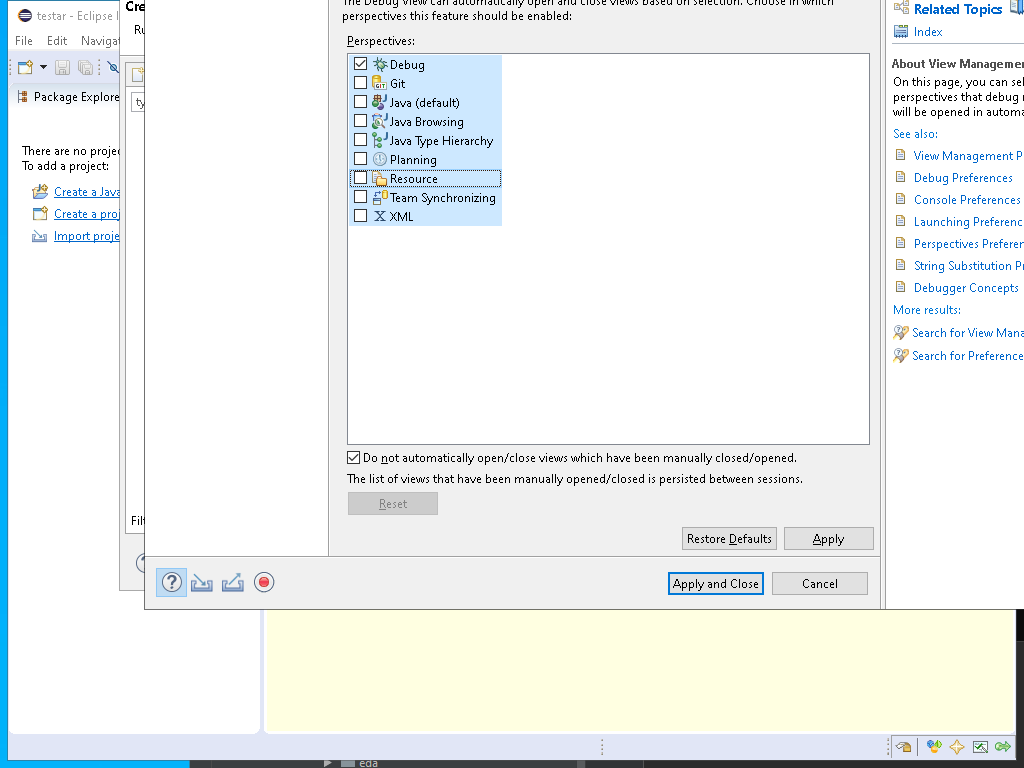 testar - Eclipse I
File Edit Navigat
Package Explore
There are no projec
To add a project:
Create a Java
Create a proj
Import proje
Cre
Ru
ty
Filt
The Debug View can automatically open and close views based on selection. Choose in which
perspectives this feature should be enabled:
Perspectives:
Debug
Git
Java (default)
Java Browsing
Java Type Hierarchy
Planning
Resource
Team Synchronizing
XML
Do not automatically open/close views which have been manually closed/opened.
The list of views that have been manually opened/closed is persisted between sessions.
Reset
Restore Defaults Apply
Apply and Close Cancel
Related Topics
Index
About View Managemen
On this page, you can sel
perspectives that debug r
will be opened in automa
See also:
View Management P
Debug Preferences
Console Preferences
Launching Preferenc
Perspectives Preferen
String Substitution Pr
Debugger Concepts
More results:
Search for View Mana
Search for Preference
eda